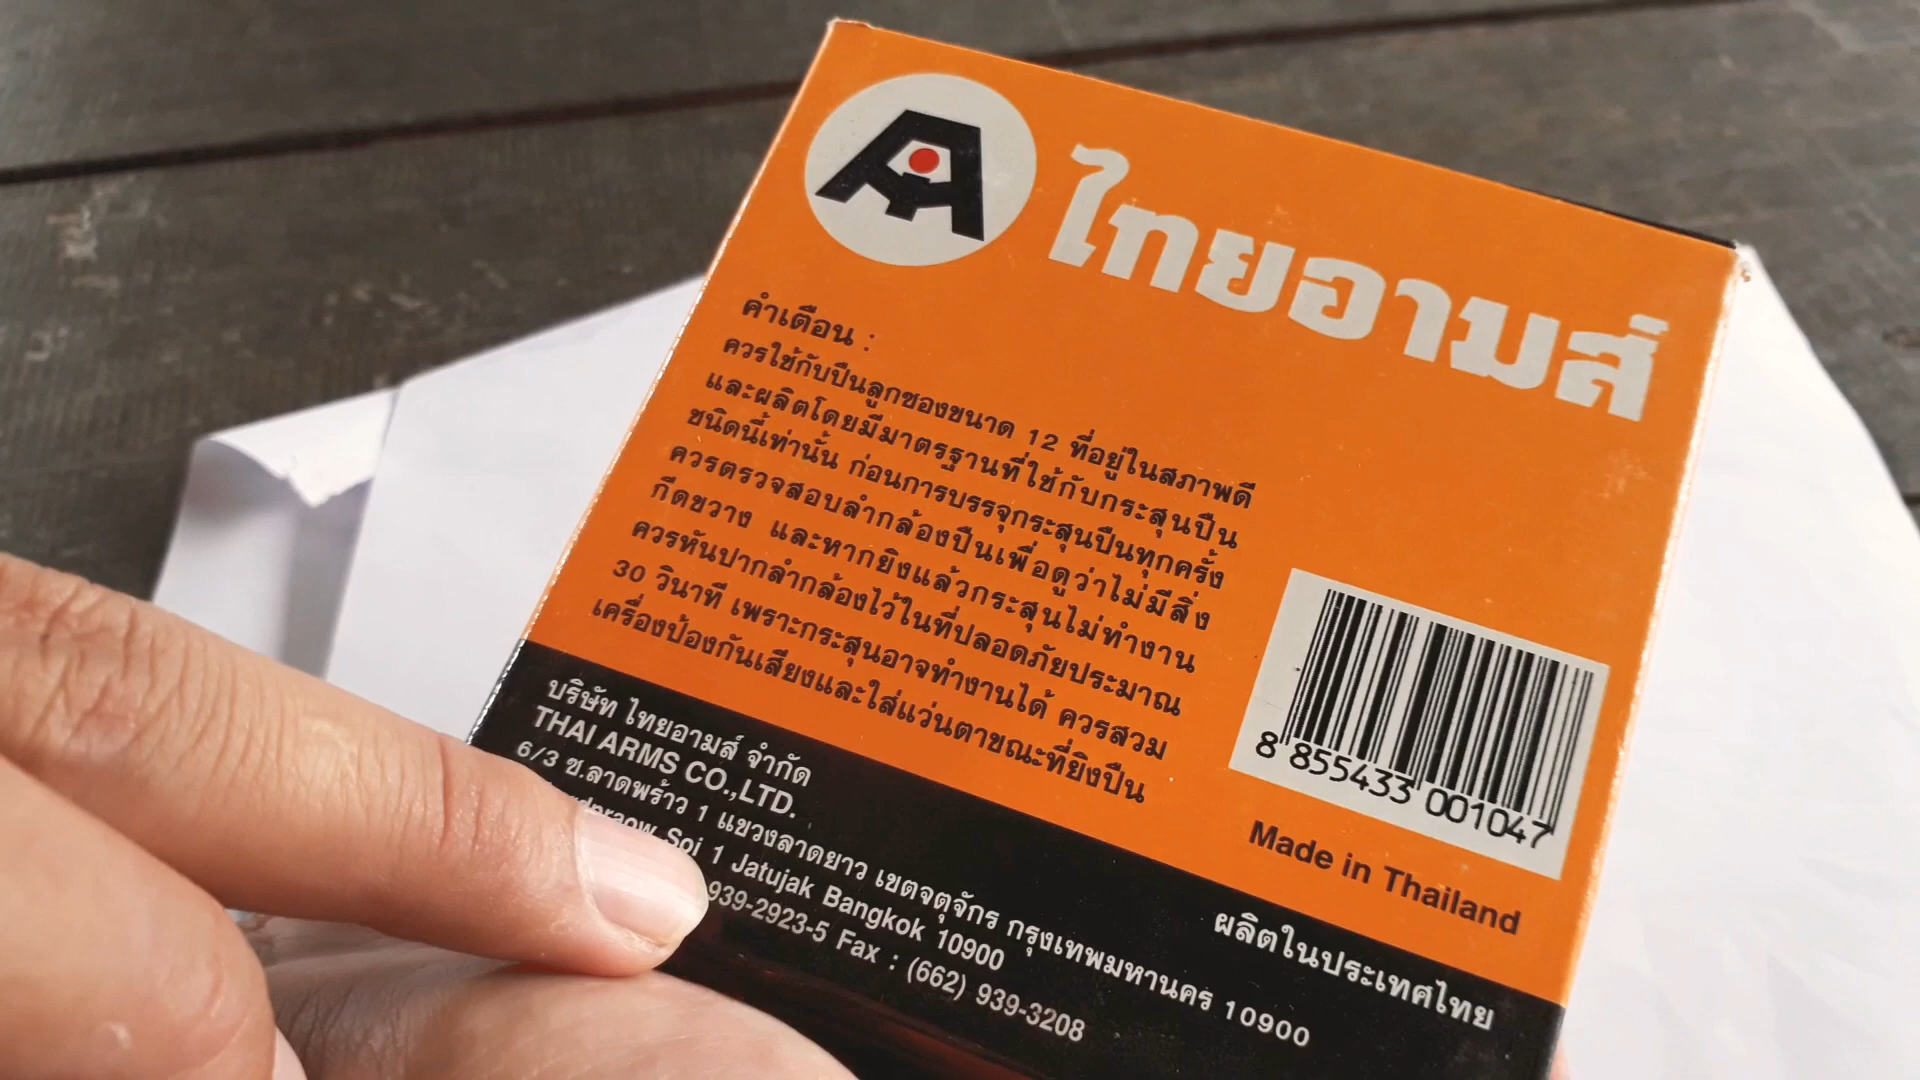 ไทยอามส์
คำเตือน :
ควรใช้กับปืนลูกซองขนาด 12 ที่อยู่ในสภาพดี
และผลิตโดยมีมาตรฐานที่ใช้กับกระสุนปืน
ชนิดนี้เท่านั้น ก่อนการบรรจุกระสุนปืนทุกครั้ง
ควรตรวจสอบลำกล้องปืนเพื่อดูว่าไม่มีสิ่ง
กีดขวาง และหากยิงแล้วกระสุนไม่ทำงาน
ควรหันปากลำกล้องไว้ในที่ปลอดภัยประมาณ
30 วินาที เพราะกระสุนอาจทำงานได้ ควรสวม
เครื่องป้องกันเสียงและใส่แว่นตาขณะที่ยิงปืน
8 855433 001047
Made in Thailand
ผลิตในประเทศไทย
บริษัท ไทยอามส์ จำกัด
THAI ARMS CO.,LTD.
6/3 ซ.ลาดพร้าว 1 แขวงลาดยาว เขตจตุจักร กรุงเทพมหานคร 10900
Soi 1 Jatujak Bangkok 10900
939-2923-5 Fax : (662) 939-3208